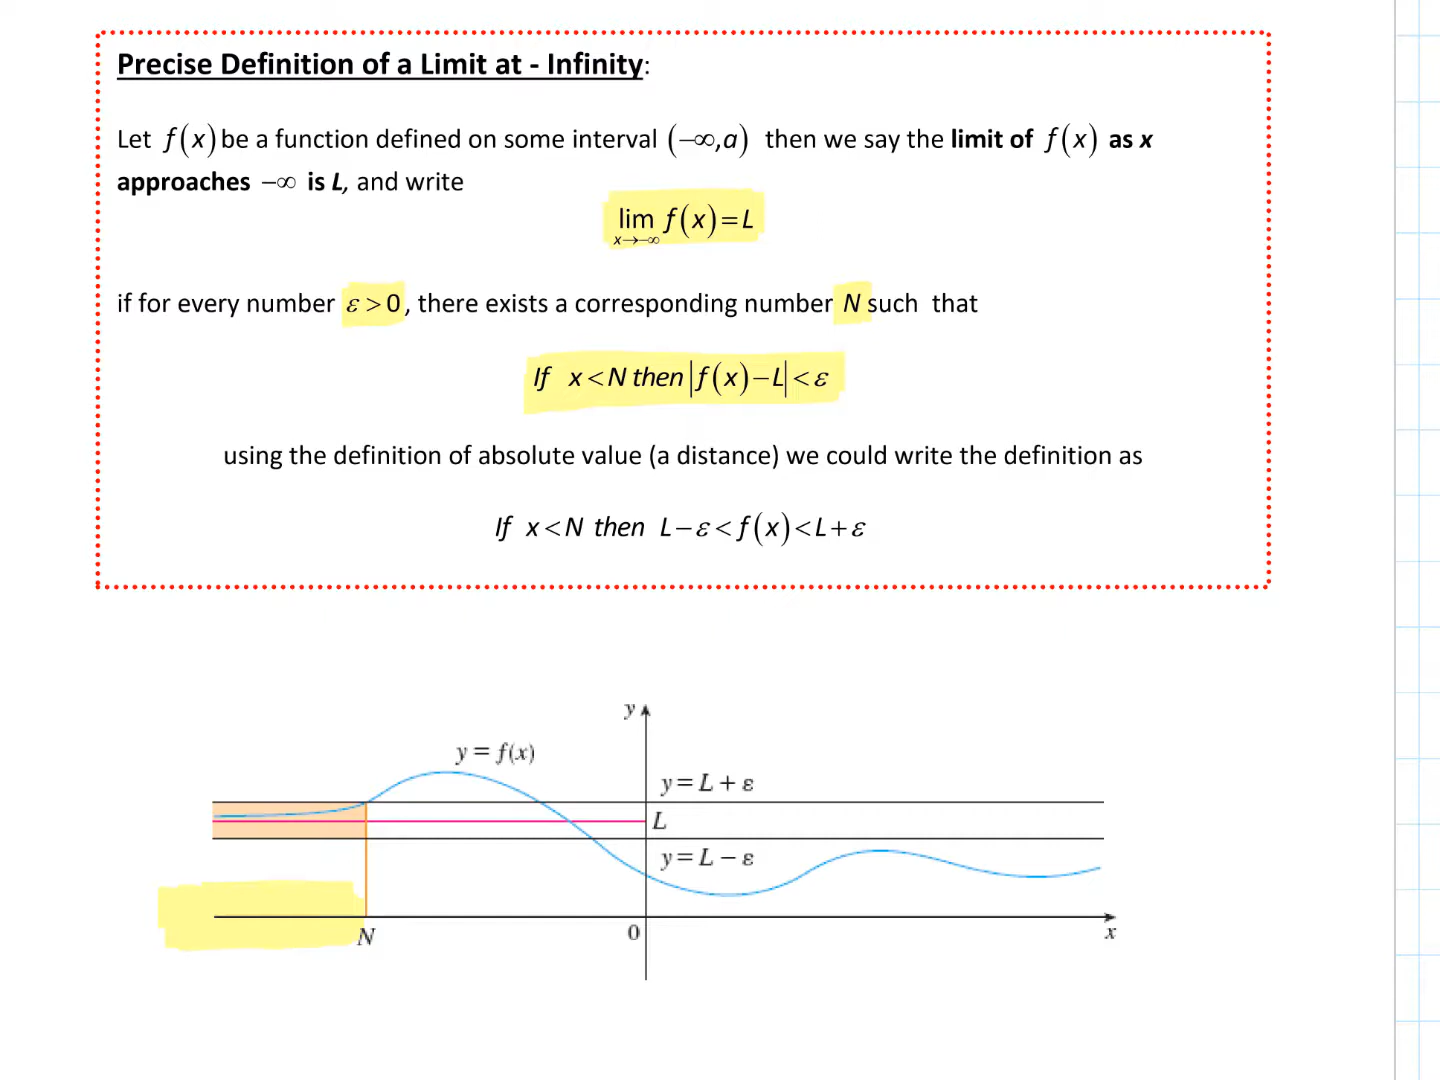 Precise Definition of a Limit at - Infinity:
Let f(x) be a function defined on some interval (−∞,a) then we say the limit of f(x) as x
approaches −∞ is L, and write
lim f(x)=L
x→−∞
if for every number ε>0, there exists a corresponding number N such that
If x<N then |f(x)−L|<ε
using the definition of absolute value (a distance) we could write the definition as
If x<N then L−ε<f(x)<L+ε
y
y = f(x)
y = L + ε
L
y = L − ε
N
0
x